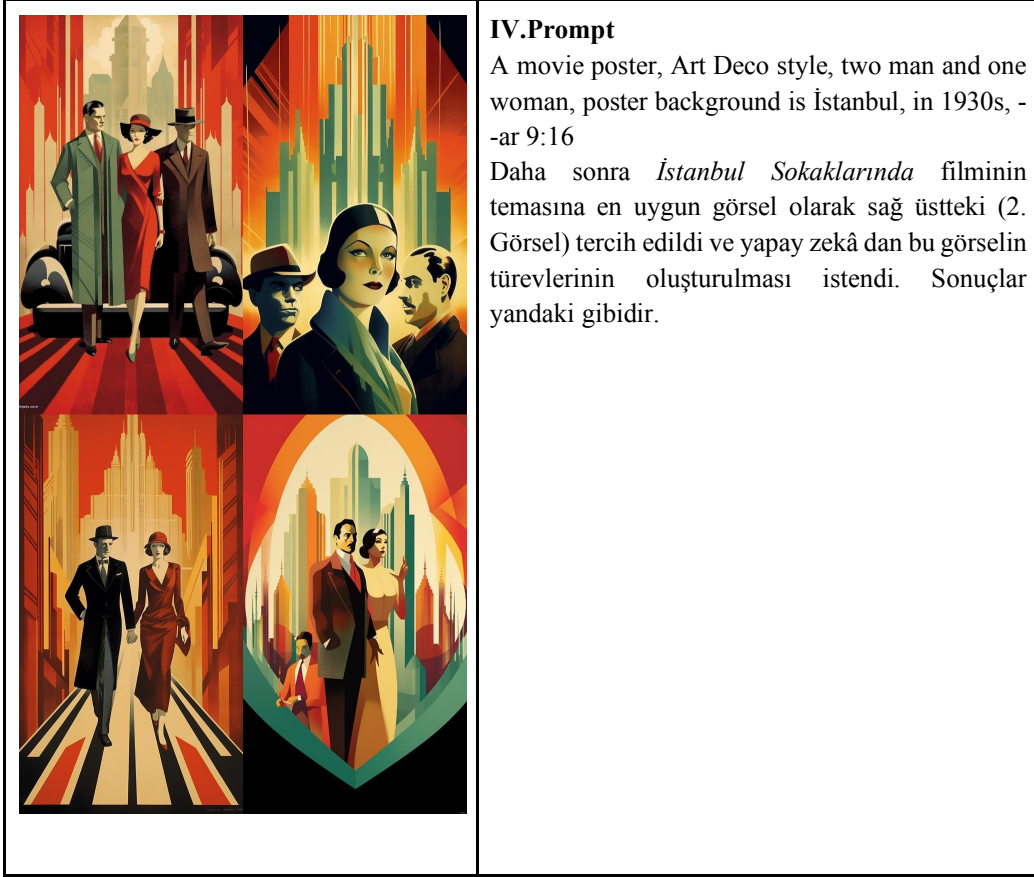 IV.Prompt
A movie poster, Art Deco style, two man and one
woman, poster background is İstanbul, in 1930s, -
-ar 9:16
Daha sonra İstanbul Sokaklarında filminin
temasına en uygun görsel olarak sağ üstteki (2.
Görsel) tercih edildi ve yapay zekâ dan bu görselin
türevlerinin oluşturulması istendi. Sonuçlar
yandaki gibidir.